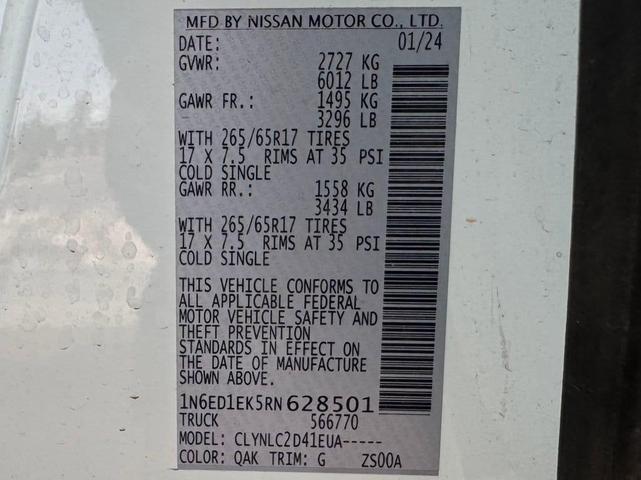 MFD BY NISSAN MOTOR CO., LTD.
DATE: 01/24
GVWR: 2727 KG
6012 LB
GAWR FR.: 1495 KG
3296 LB
WITH 265/65R17 TIRES
17 X 7.5 RIMS AT 35 PSI
COLD SINGLE
GAWR RR.: 1558 KG
3434 LB
WITH 265/65R17 TIRES
17 X 7.5 RIMS AT 35 PSI
COLD SINGLE
THIS VEHICLE CONFORMS TO
ALL APPLICABLE FEDERAL
MOTOR VEHICLE SAFETY AND
THEFT PREVENTION
STANDARDS IN EFFECT ON
THE DATE OF MANUFACTURE
SHOWN ABOVE.
1N6ED1EK5RN628501
TRUCK 566770
MODEL: CLYNLC2D41EUA-----
COLOR: QAK TRIM: G ZS00A